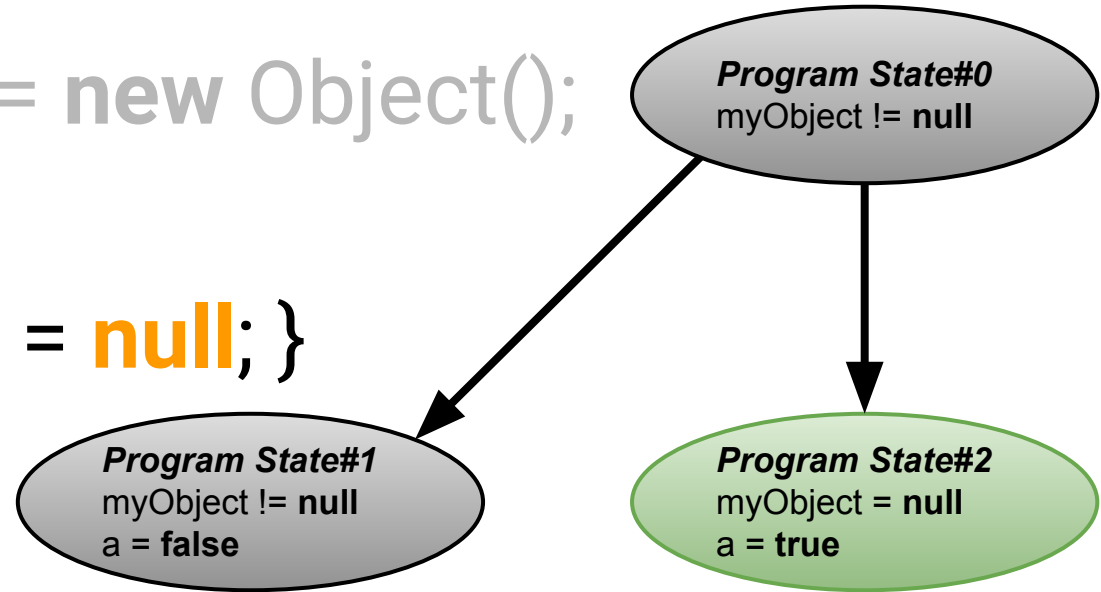 = new Object();
Program State#0
myObject != null
= null; }
Program State#1
myObject != null
a = false
Program State#2
myObject = null
a = true